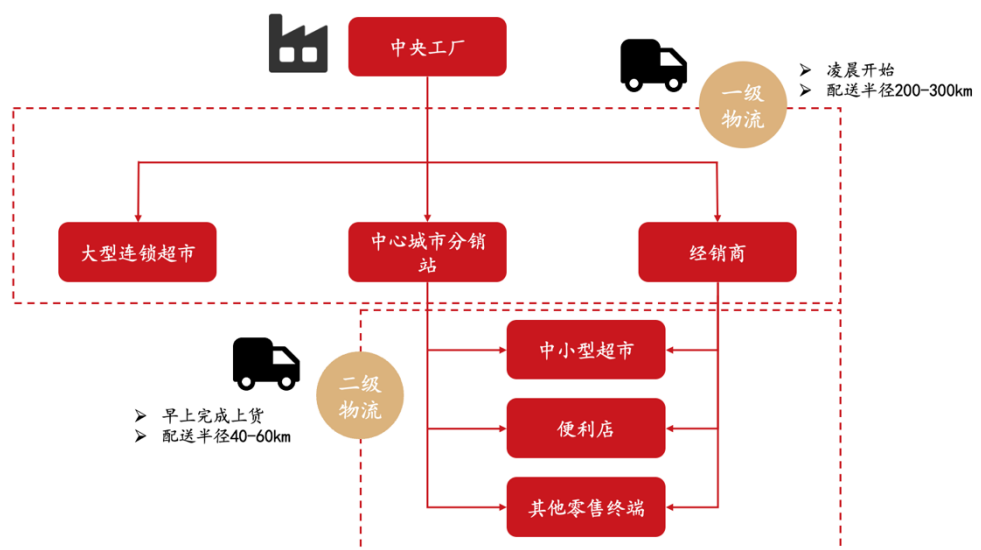 中央工厂
一级
物流
➢ 凌晨开始
➢ 配送半径200-300km
大型连锁超市
中心城市分销
站
经销商
中小型超市
二级
物流
➢ 早上完成上货
➢ 配送半径40-60km
便利店
其他零售终端